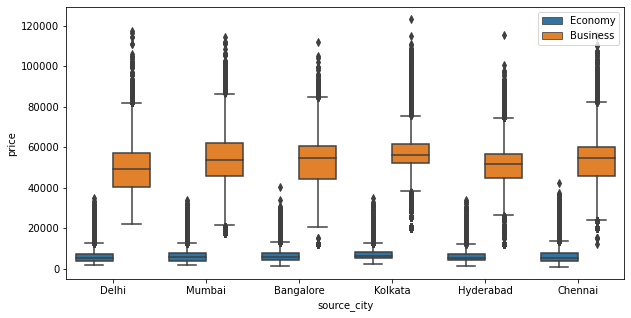 Economy
Business
120000
100000
80000
60000
40000
20000
0
price
Delhi Mumbai Bangalore Kolkata Hyderabad Chennai
source_city